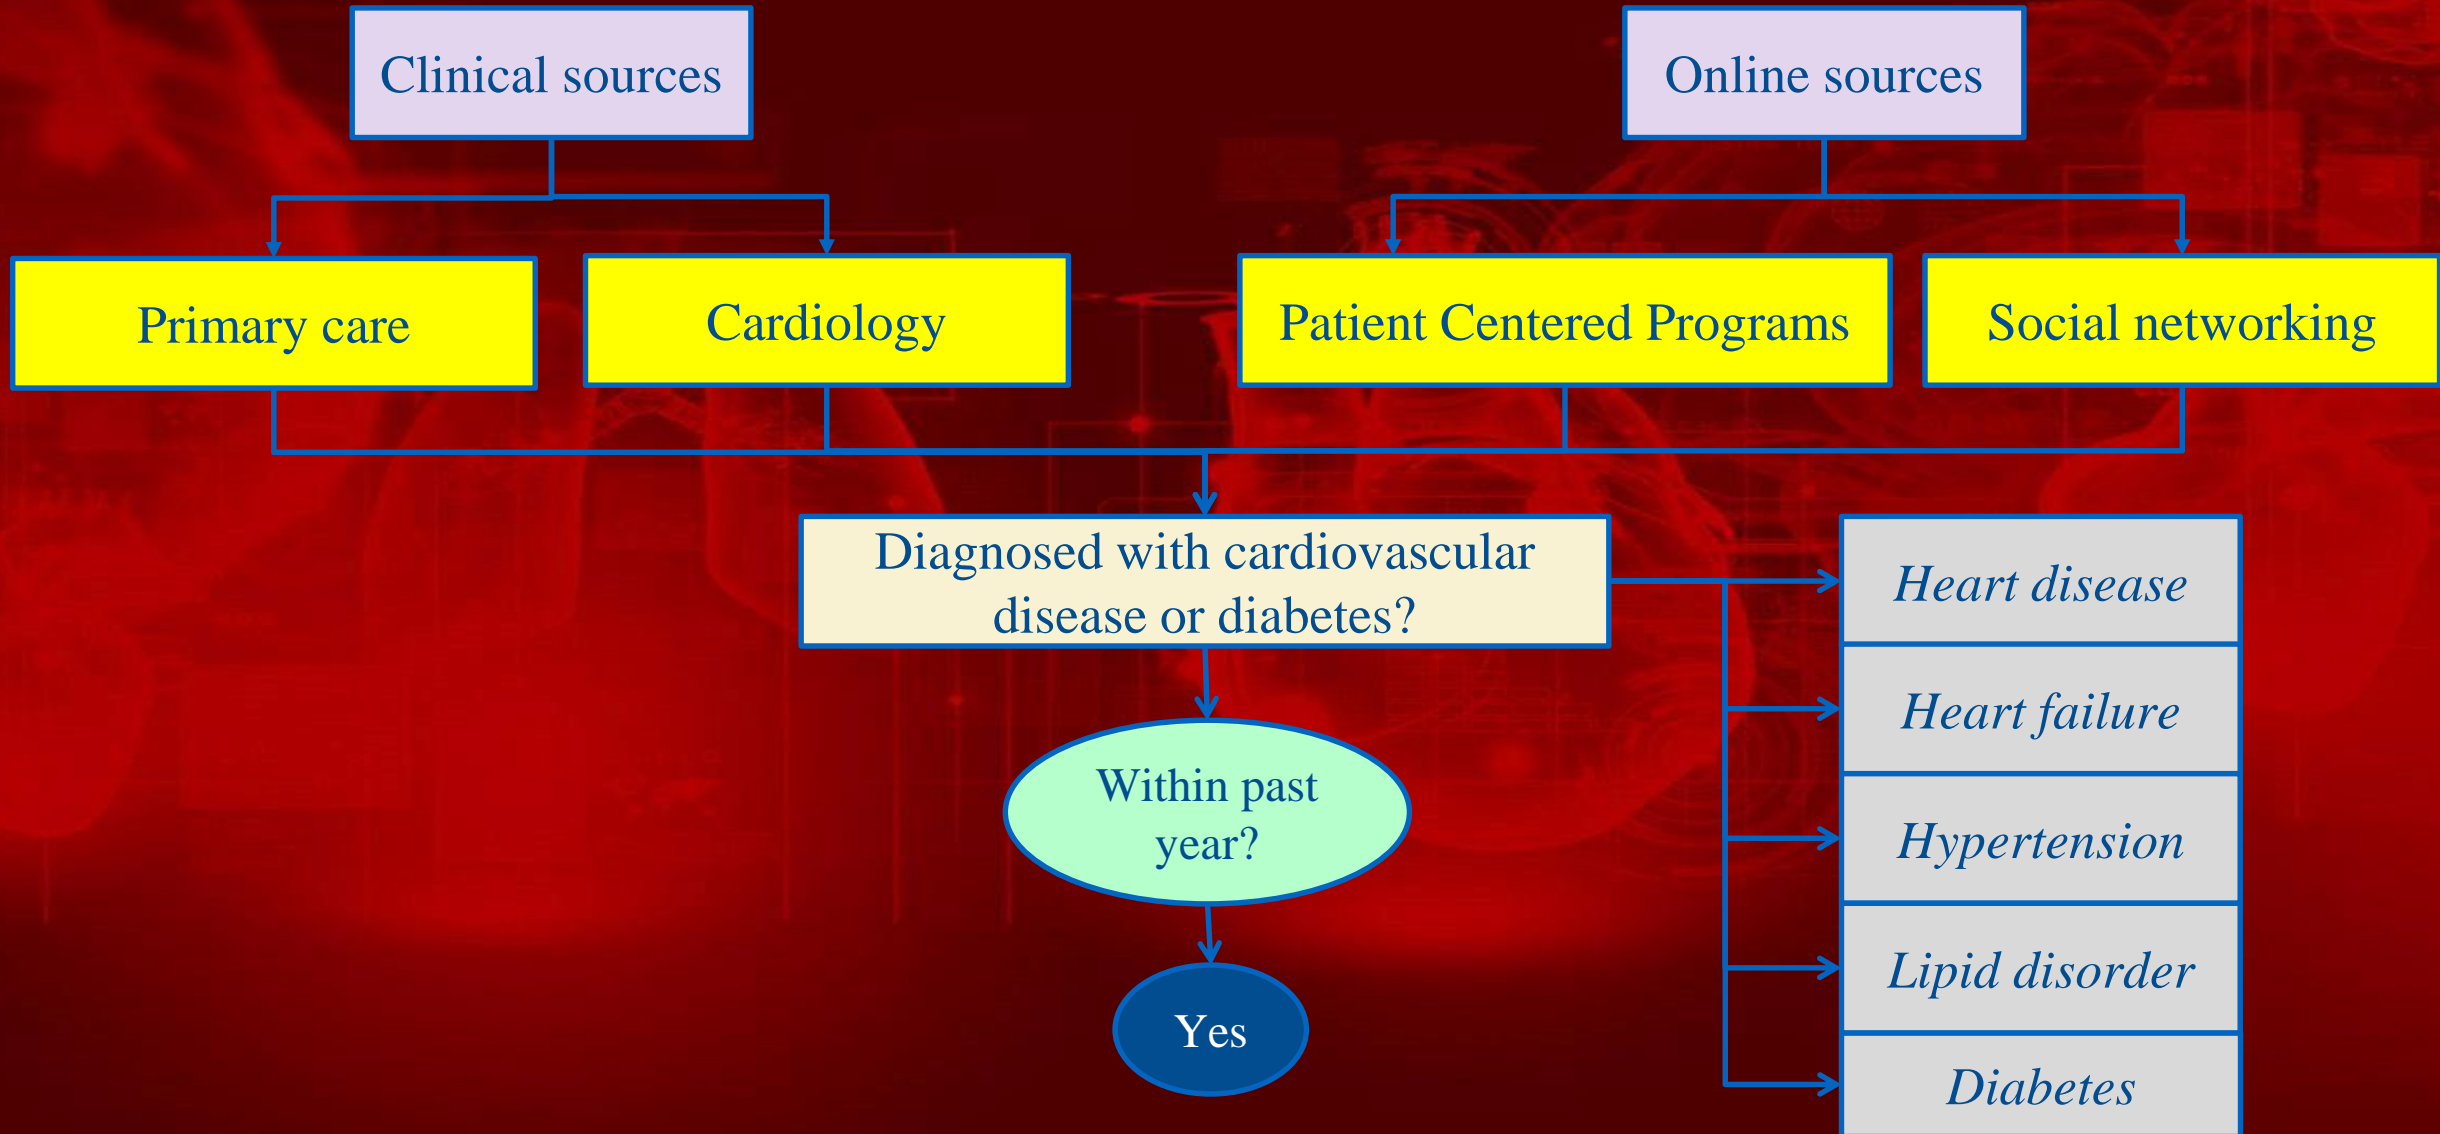 Clinical sources
Online sources
Primary care
Cardiology
Patient Centered Programs
Social networking
Diagnosed with cardiovascular
disease or diabetes?
Heart disease
Heart failure
Within past
year?
Hypertension
Lipid disorder
Yes
Diabetes